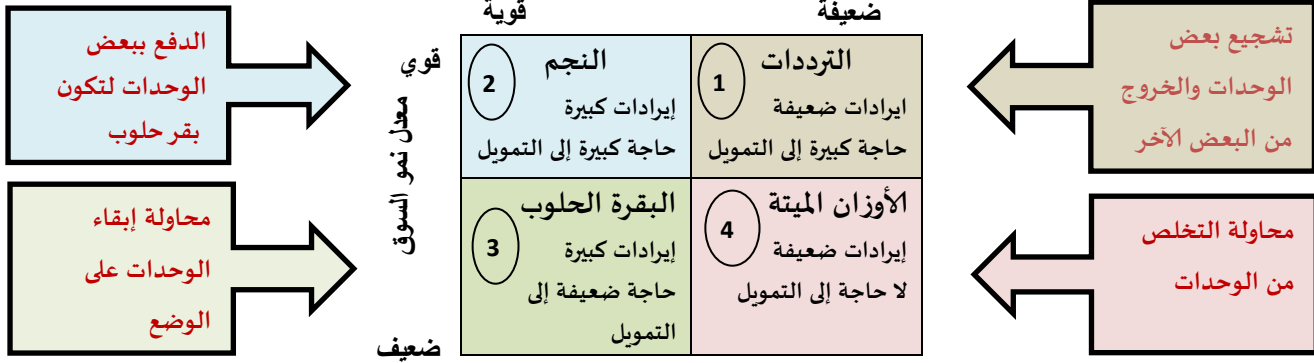 ضعيفة
قوية
تشجيع بعض
الوحدات والخروج
من البعض الآخر
الترددات
1
ايرادات ضعيفة
حاجة كبيرة إلى التمويل
النجم
2
إيرادات كبيرة
حاجة كبيرة إلى التمويل
قوي
معدل نمو السوق
ضعيف
الدفع ببعض
الوحدات لتكون
بقر حلوب
محاولة التخلص
من الوحدات
الأوزان الميتة
4
إيرادات ضعيفة
لا حاجة إلى التمويل
البقرة الحلوب
3
إيرادات كبيرة
حاجة ضعيفة إلى
التمويل
محاولة إبقاء
الوحدات على
الوضع